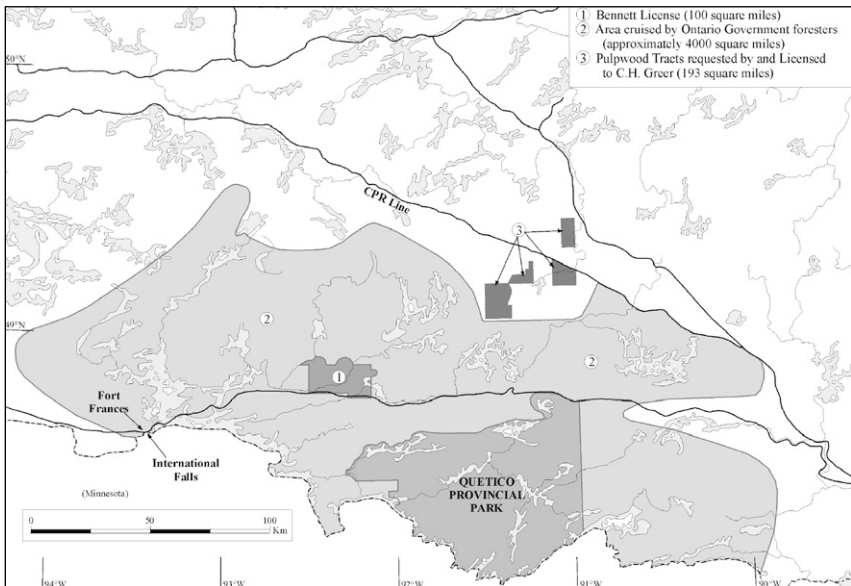 ① Bennett License (100 square miles)
② Area cruised by Ontario Government foresters
(approximately 4000 square miles)
③ Pulpwood Tracts requested by and Licensed
to C.H. Greer (193 square miles)
50°N
CPR Line
③
49°N
②
②
①
Fort
Frances
International
Falls
(Minnesota)
QUETICO
PROVINCIAL
PARK
0 50 100
Km
94°W 93°W 92°W 91°W 90°W